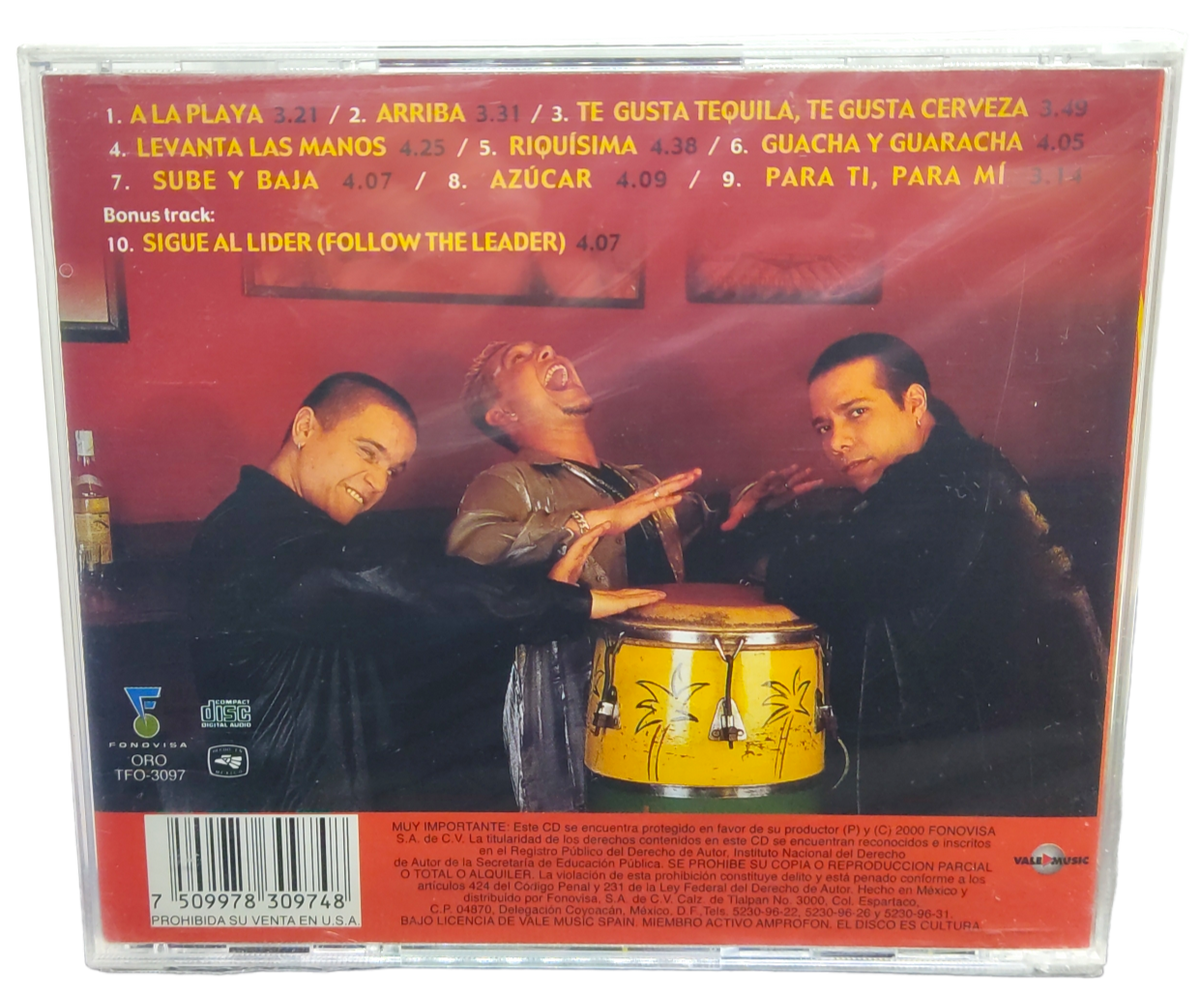 1. A LA PLAYA 3.21 / 2. ARRIBA 3.31 / 3. TE GUSTA TEQUILA, TE GUSTA CERVEZA 3.49
4. LEVANTA LAS MANOS 4.25 / 5. RIQUÍSIMA 4.38 / 6. GUACHA Y GUARACHA 4.05
7. SUBE Y BAJA 4.07 / 8. AZÚCAR 4.09 / 9. PARA TI, PARA MÍ 3.14
Bonus track:
10. SIGUE AL LIDER (FOLLOW THE LEADER) 4.07
FONOVISA
ORO
TFO-3097
COMPACT
disc
DIGITAL AUDIO
7 509978 309748
PROHIBIDA SU VENTA EN U.S.A.
MUY IMPORTANTE: Este CD se encuentra protegido en favor de su productor (P) y (C) 2000 FONOVISA
S.A. de C.V. La titularidad de los derechos contenidos en este CD se encuentran reconocidos e inscritos
en el Registro Público del Derecho de Autor, Instituto Nacional del Derecho
de Autor de la Secretaría de Educación Pública. SE PROHIBE SU COPIA O REPRODUCCION PARCIAL
O TOTAL O ALQUILER. La violación de esta prohibición constituye delito y está penado conforme a los
artículos 424 del Código Penal y 231 de la Ley Federal del Derecho de Autor. Hecho en México y
distribuido por Fonovisa, S.A. de C.V. Calz. de Tlalpan No. 3000, Col. Espartaco,
C.P. 04870, Delegación Coyoacán, México, D.F., Tels. 5230-96-22, 5230-96-26 y 5230-96-31.
BAJO LICENCIA DE VALE MUSIC SPAIN. MIEMBRO ACTIVO AMPROFON. EL DISCO ES CULTURA
VALE MUSIC